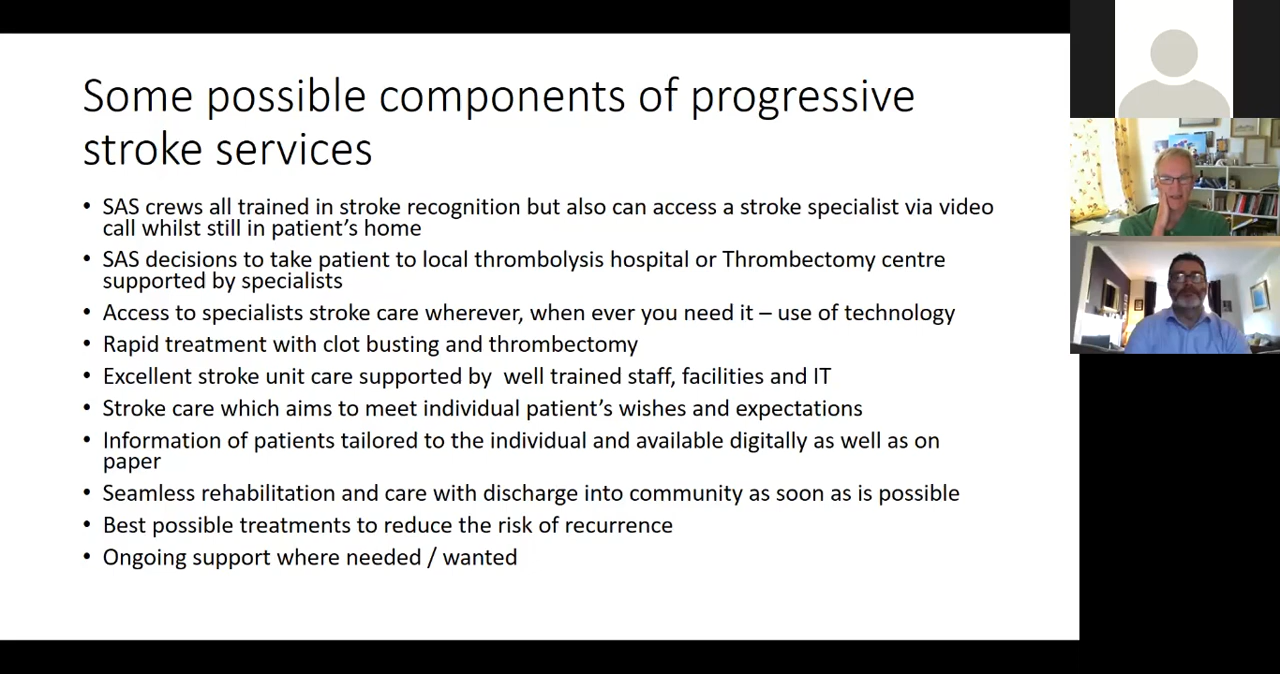 Some possible components of progressive
stroke services
• SAS crews all trained in stroke recognition but also can access a stroke specialist via video
call whilst still in patient’s home
• SAS decisions to take patient to local thrombolysis hospital or Thrombectomy centre
supported by specialists
• Access to specialists stroke care wherever, when ever you need it – use of technology
• Rapid treatment with clot busting and thrombectomy
• Excellent stroke unit care supported by  well trained staff, facilities and IT
• Stroke care which aims to meet individual patient’s wishes and expectations
• Information of patients tailored to the individual and available digitally as well as on
paper
• Seamless rehabilitation and care with discharge into community as soon as is possible
• Best possible treatments to reduce the risk of recurrence
• Ongoing support where needed / wanted